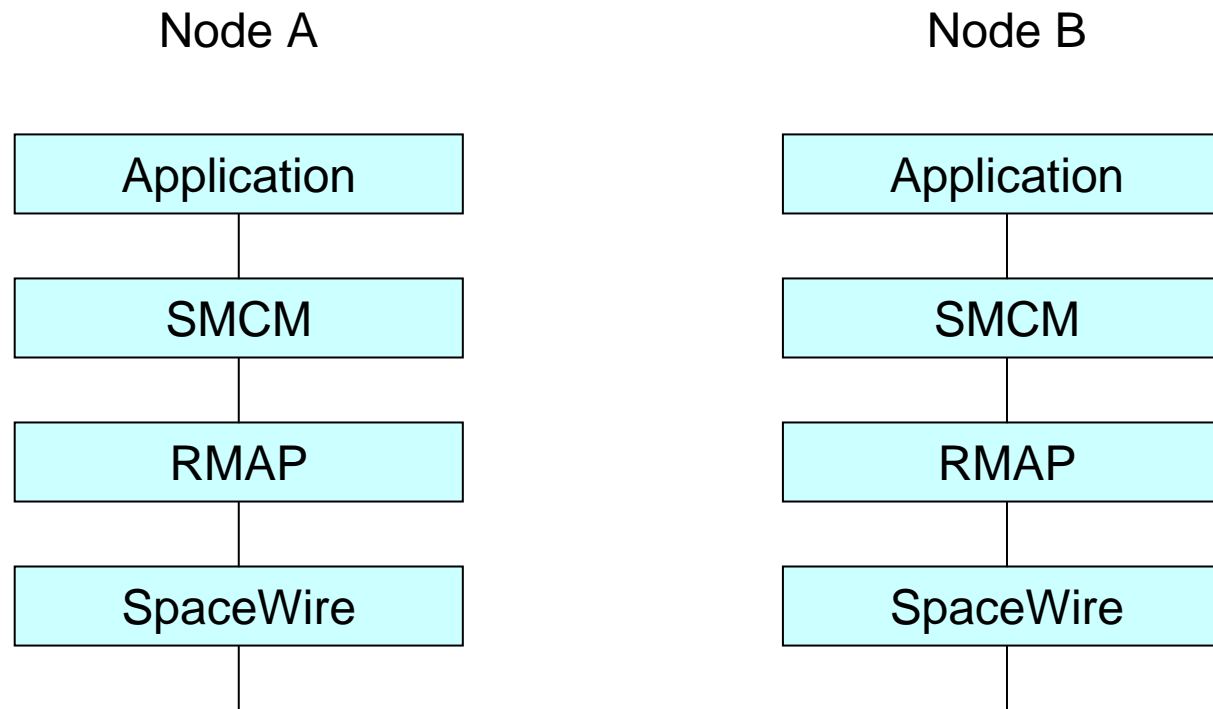 Node A
Node B
Application
Application
SMCM
SMCM
RMAP
RMAP
SpaceWire
SpaceWire